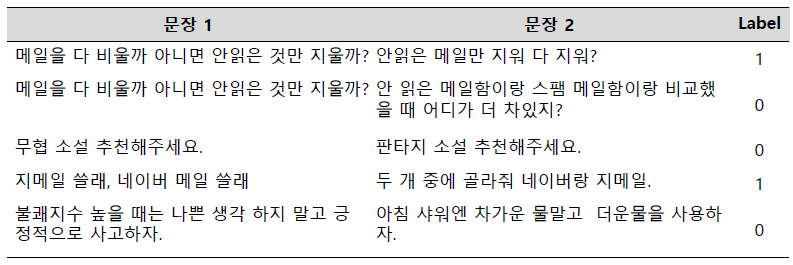 문장 1 문장 2 Label
메일을 다 비울까 아니면 안읽은 것만 지울까? 안읽은 메일만 지워 다 지워? 1
메일을 다 비울까 아니면 안읽은 것만 지울까? 안 읽은 메일함이랑 스팸 메일함이랑 비교했
을 때 어디가 더 차있지? 0
무협 소설 추천해주세요. 판타지 소설 추천해주세요. 0
지메일 쓸래, 네이버 메일 쓸래 두 개 중에 골라줘 네이버랑 지메일. 1
불쾌지수 높을 때는 나쁜 생각 하지 말고 긍
정적으로 사고하자. 아침 샤워엔 차가운 물말고 더운물을 사용하
자. 0